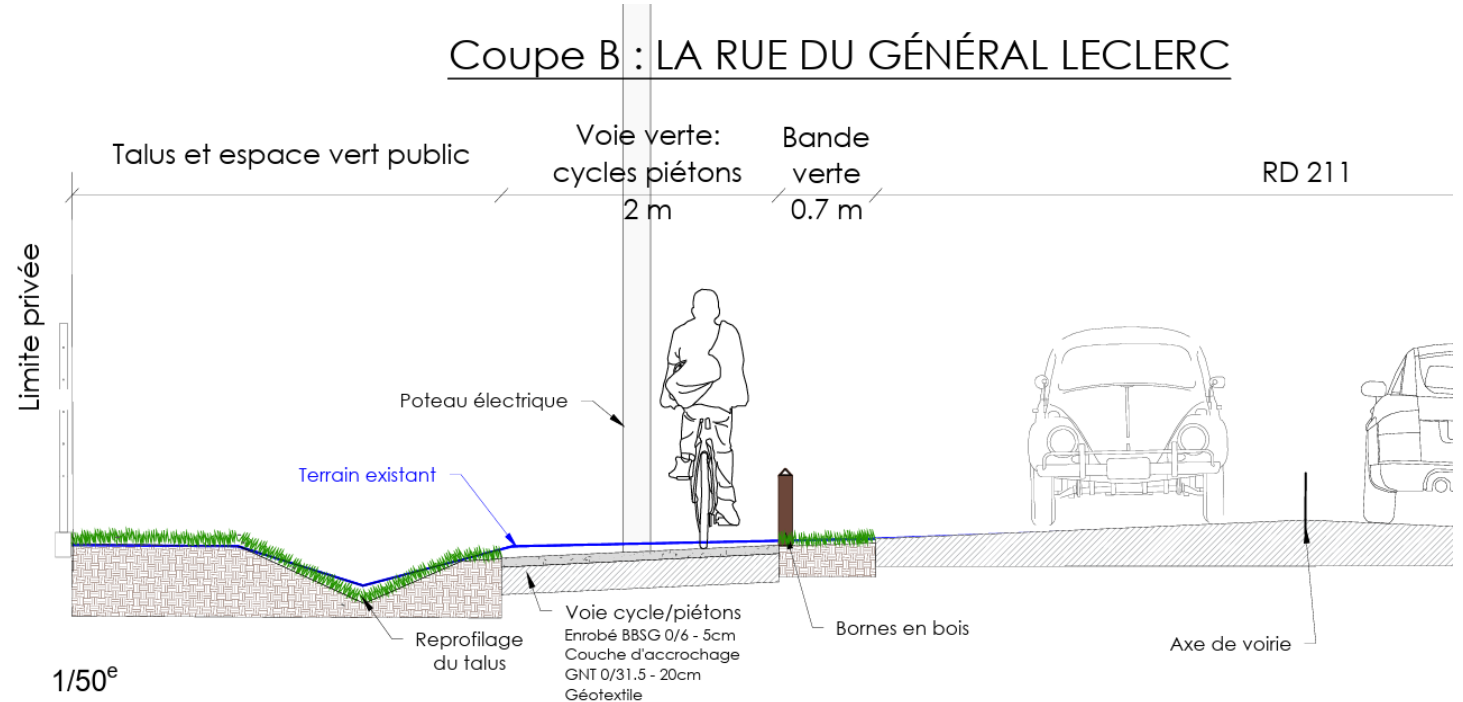 Coupe B : LA RUE DU GÉNÉRAL LECLERC
Talus et espace vert public
Voie verte:
cycles piétons
2 m
Bande
verte
0.7 m
RD 211
Limite privée
Poteau électrique
Terrain existant
Reprofilage
du talus
Voie cycle/piétons
Enrobé BBSG 0/6 - 5cm
Couche d'accrochage
GNT 0/31.5 - 20cm
Géotextile
Bornes en bois
Axe de voirie
1/50e